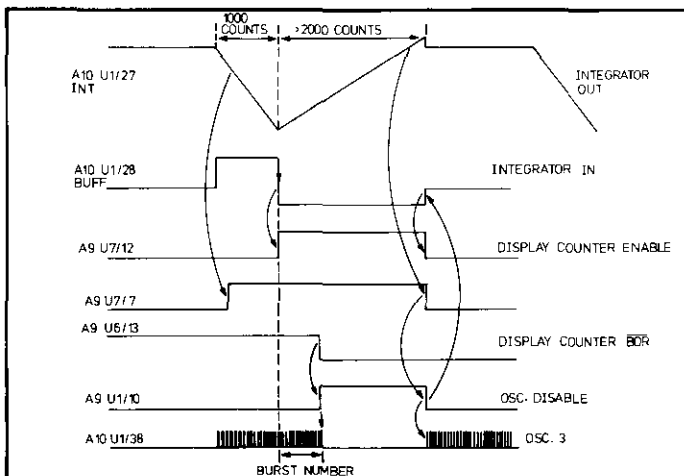 1000
COUNTS
>2000 COUNTS
A10 U1/27
INT
INTEGRATOR
OUT
A10 U1/28
BUFF
INTEGRATOR IN
A9 U7/12
DISPLAY COUNTER ENABLE
A9 U7/7
A9 U6/13
DISPLAY COUNTER BOR
A9 U1/10
OSC. DISABLE
A10 U1/38
OSC. 3
BURST NUMBER